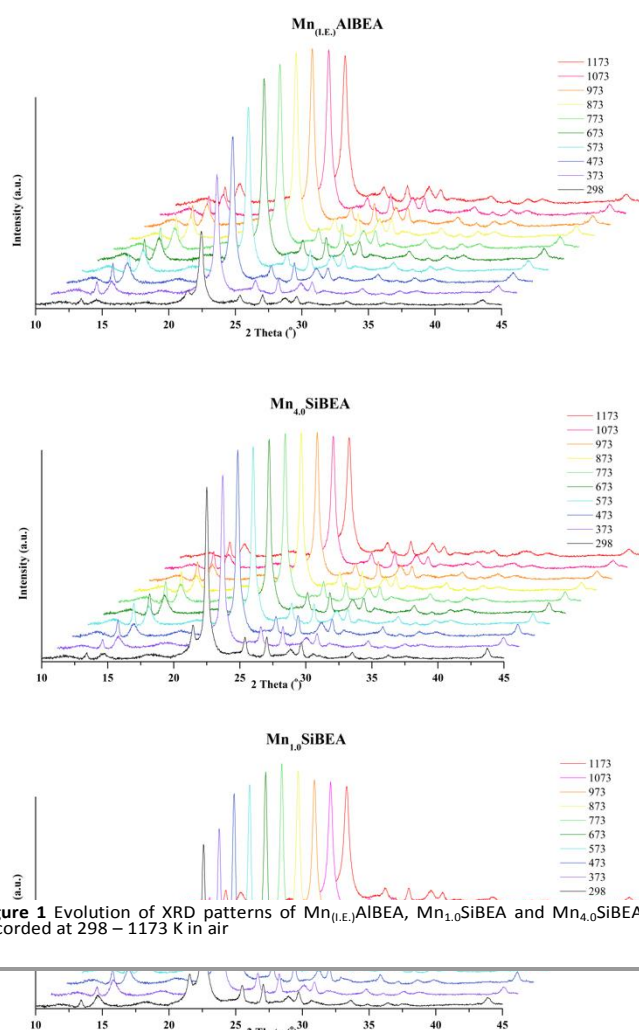 Mn(I.E.)AlBEA
1173
1073
973
873
773
673
573
473
373
298
Intensity (a.u.)
10 15 20 25 30 35 40 45
2 Theta (°)
Mn4.0SiBEA
1173
1073
973
873
773
673
573
473
373
298
Intensity (a.u.)
10 15 20 25 30 35 40 45
2 Theta (°)
Mn1.0SiBEA
1173
1073
973
873
773
673
573
473
373
298
(a.u.)
gure 1 Evolution of XRD patterns of Mn(I.E.)AlBEA, Mn1.0SiBEA and Mn4.0SiBEA
corded at 298 – 1173 K in air
10 15 20 25 30 35 40 45
2 Theta (°)